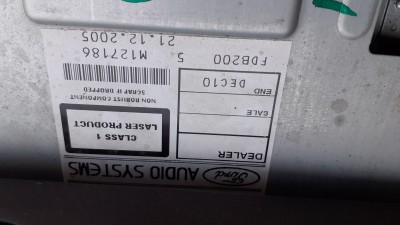 Ford AUDIO SYSTEMS
DEALER
CLASS 1
LASER PRODUCT
CALE
NON ROBUST COMPONENT
SCRAP IF DROPPED
END DEC10
FDB200 5 M127186
21.12.2005